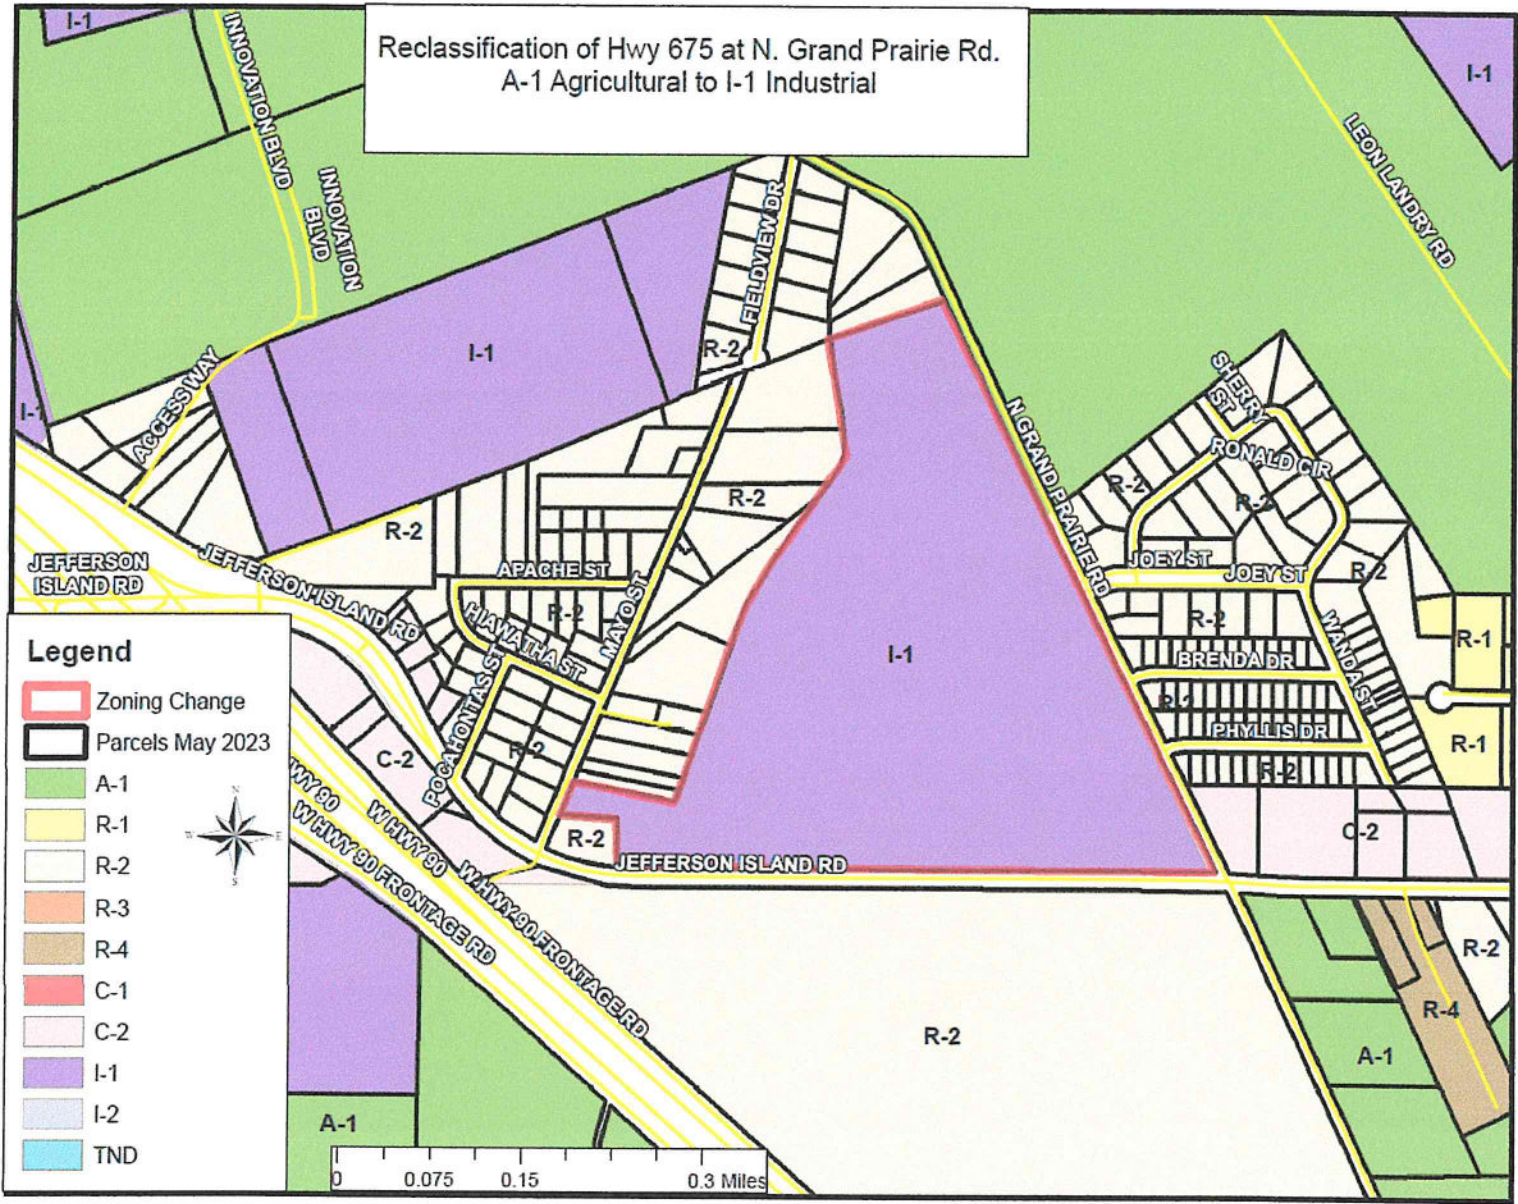 Reclassification of Hwy 675 at N. Grand Prairie Rd.
A-1 Agricultural to I-1 Industrial
I-1
INNOVATION BLVD
INNOVATION
BLVD
I-1
LEON LANDRY RD
FIELDVIEW DR
I-1
R-2
ACCESS WAY
I-1
SHERRY
ST
RONALD CIR
N GRAND PRAIRIE RD
R-2
R-2
R-2
R-2
JEFFERSON
ISLAND RD
JEFFERSON ISLAND RD
APACHE ST
JOEY ST
JOEY ST
R-2
HIAWATHA ST
R-2
MAYO ST
R-2
WANDA ST
R-1
I-1
BRENDA DR
POCAHONTAS ST
R-2
PHYLLIS DR
R-1
R-2
C-2
R-2
HWY 90
W HWY 90
W HWY 90 FRONTAGE RD
W HWY 90 FRONTAGE RD
R-2
JEFFERSON ISLAND RD
C-2
R-2
R-4
R-2
A-1
A-1
Legend
Zoning Change
Parcels May 2023
A-1
R-1
R-2
R-3
R-4
C-1
C-2
I-1
I-2
TND
N
W E
S
0 0.075 0.15 0.3 Miles